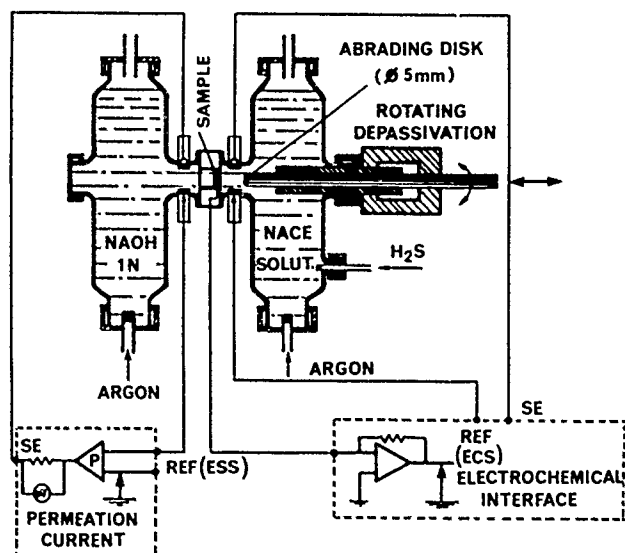 SAMPLE
ABRADING DISK
(Ø 5mm)
ROTATING
DEPASSIVATION
NAOH
1N
NACE
SOLUT.
H₂S
ARGON
ARGON
SE
REF(ESS)
P
PERMEATION
CURRENT
SE
REF
(ECS)
ELECTROCHEMICAL
INTERFACE